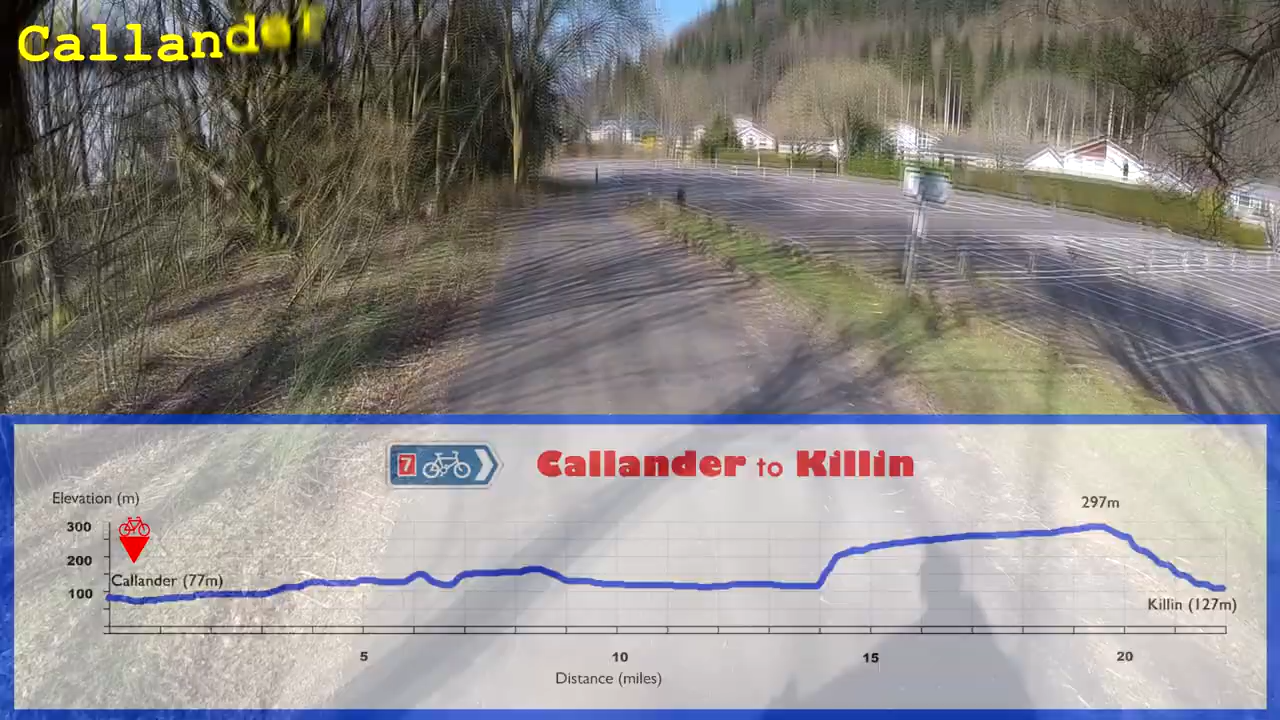 Callander
7
Callander to Killin
Elevation (m)
297m
300
200
Callander (77m)
100
Killin (127m)
5
10
15
20
Distance (miles)